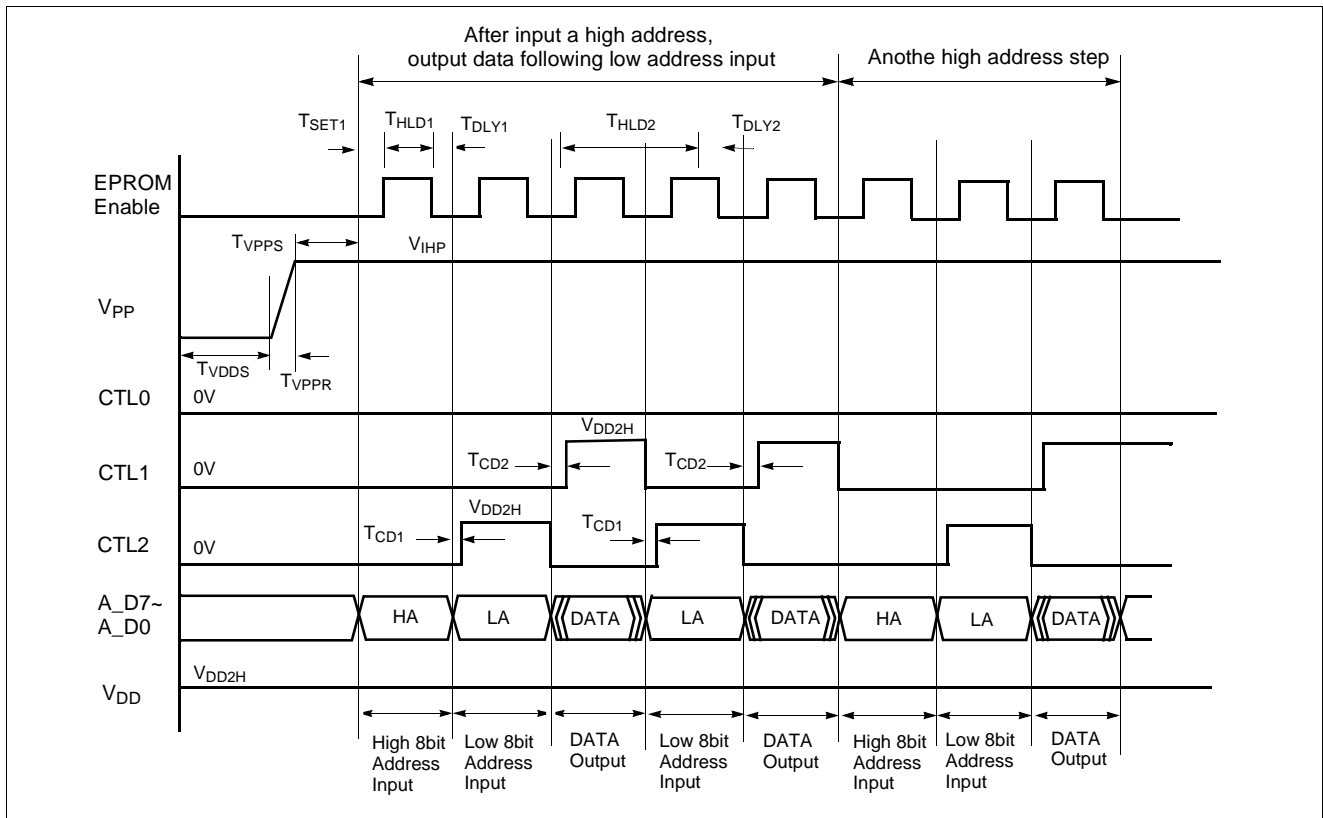 After input a high address,
output data following low address input
Anothe high address step
TSET1
THLD1
TDLY1
THLD2
TDLY2
EPROM
Enable
TVPPS
VIHP
VPP
TVDDS
TVPPR
CTL0
0V
VDD2H
CTL1
0V
TCD2
TCD2
VDD2H
CTL2
0V
TCD1
TCD1
A_D7~
A_D0
HA
LA
DATA
LA
DATA
HA
LA
DATA
VDD2H
VDD
High 8bit
Address
Input
Low 8bit
Address
Input
DATA
Output
Low 8bit
Address
Input
DATA
Output
High 8bit
Address
Input
Low 8bit
Address
Input
DATA
Output